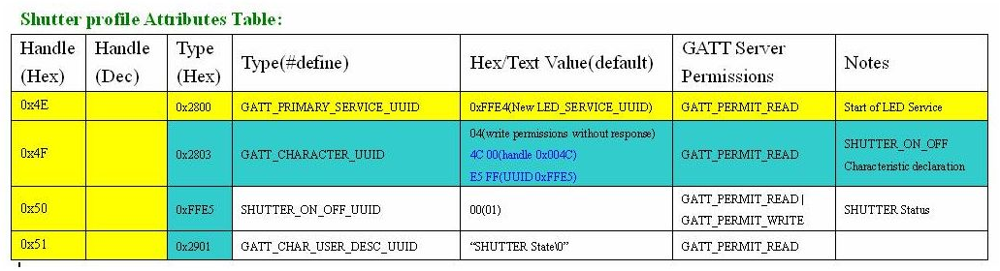 Shutter profile Attributes Table:
Handle (Hex) Handle (Dec) Type (Hex) Type(#define) Hex/Text Value(default) GATT Server Permissions Notes
0x4E 0x2800 GATT_PRIMARY_SERVICE_UUID 0xFFE4(New LED_SERVICE_UUID) GATT_PERMIT_READ Start of LED Service
0x4F 0x2803 GATT_CHARACTER_UUID 04(write permissions without response) GATT_PERMIT_READ SHUTTER_ON_OFF
4C 00(handle 0x004C) Characteristic declaration
E5 FF(UUID 0xFFE5)
0x50 0xFFE5 SHUTTER_ON_OFF_UUID 00(01) GATT_PERMIT_READ | GATT_PERMIT_WRITE SHUTTER Status
0x51 0x2901 GATT_CHAR_USER_DESC_UUID “SHUTTER State\0” GATT_PERMIT_READ